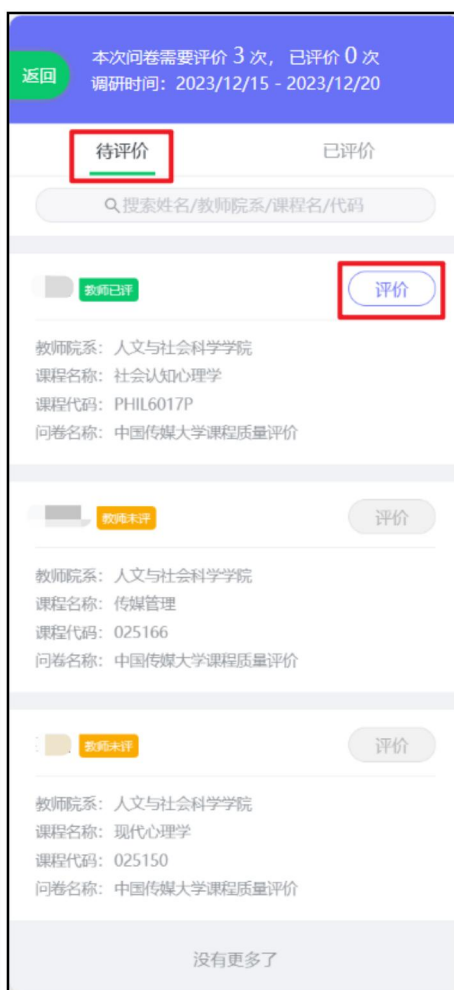 本次问卷需要评价 3 次， 已评价 0 次
返回
调研时间：2023/12/15 - 2023/12/20
待评价
已评价
搜索姓名/教师院系/课程名/代码
教师已评
评价
教师院系：人文与社会科学学院
课程名称：社会认知心理学
课程代码：PHIL6017P
问卷名称：中国传媒大学课程质量评价
教师未评
评价
教师院系：人文与社会科学学院
课程名称：传媒管理
课程代码：025166
问卷名称：中国传媒大学课程质量评价
教师未评
评价
教师院系：人文与社会科学学院
课程名称：现代心理学
课程代码：025150
问卷名称：中国传媒大学课程质量评价
没有更多了